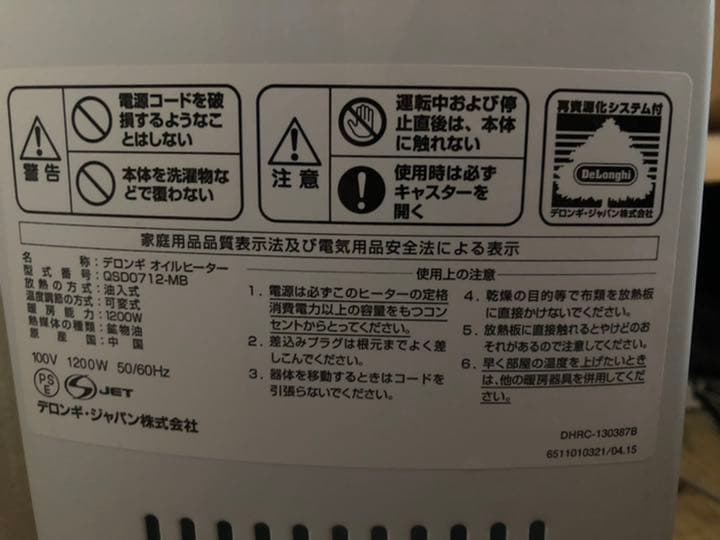 電源コードを破
損するようなこ
とはしない
本体を洗濯物な
どで覆わない
警告
運転中および停
止直後は、本体
に触れない
使用時は必ず
キャスターを
開く
注意
再資源化システム付
DeLonghi
デロンギ・ジャパン株式会社
家庭用品品質表示法及び電気用品安全法による表示
名称：デロンギ オイルヒーター
型式番号：QSD0712-MB
放熱の方式：油入式
温度調節の方式：可変式
暖房能力：1200W
熱媒体の種類：鉱物油
原産国：中国
100V 1200W 50/60Hz
PS
E
S JET
デロンギ・ジャパン株式会社
使用上の注意
1．電源は必ずこのヒーターの定格
消費電力以上の容量をもつコン
セントからとってください。
2．差込みプラグは根元までよく差
しこんでください。
3．器体を移動するときはコードを
引張らないでください。
4．乾燥の目的等で布類を放熱板
に直接かけないでください。
5．放熱板に直接触れるとやけどのお
それがあるので注意してください。
6．早く部屋の温度を上げたいとき
は、他の暖房器具を併用してくだ
さい。
DHRC-130387B
6511010321/04.15